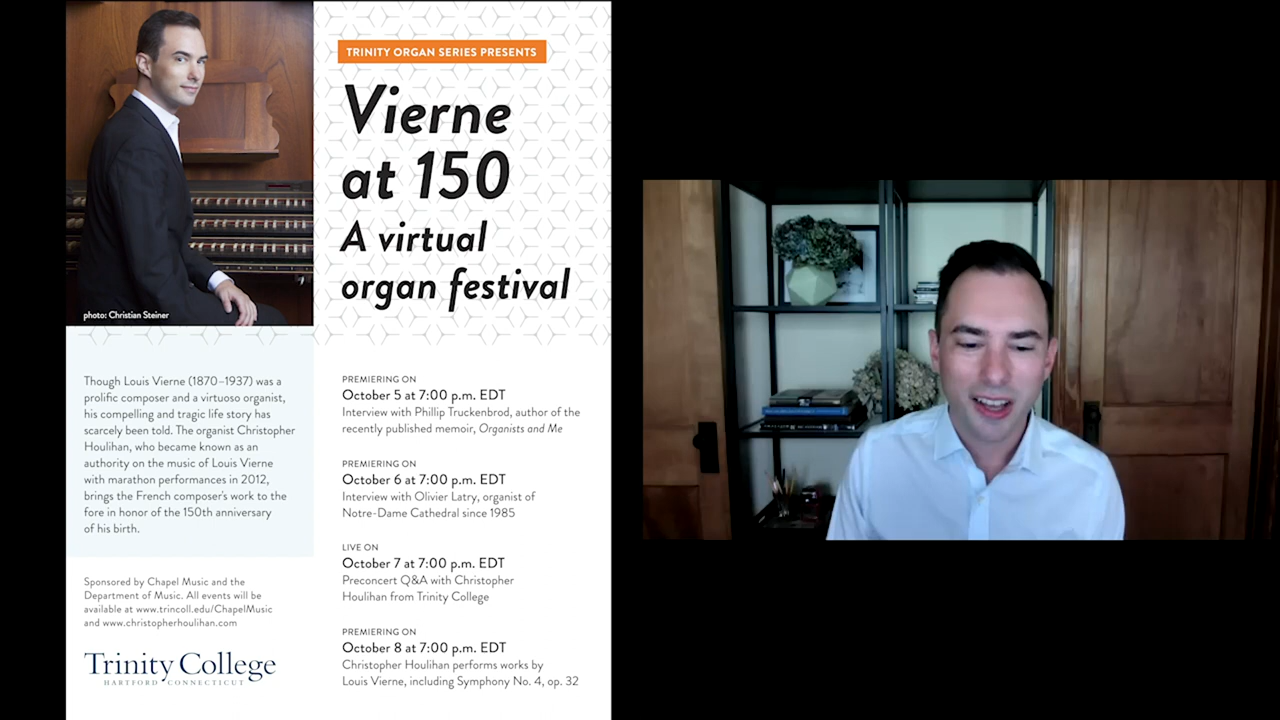 photo: Christian Steiner
TRINITY ORGAN SERIES PRESENTS
Vierne
at 150
A virtual
organ festival
Though Louis Vierne (1870–1937) was a
prolific composer and a virtuoso organist,
his compelling and tragic life story has
scarcely been told. The organist Christopher
Houlihan, who became known as an
authority on the music of Louis Vierne
with marathon performances in 2012,
brings the French composer's work to the
fore in honor of the 150th anniversary
of his birth.
Sponsored by Chapel Music and the
Department of Music. All events will be
available at www.trincoll.edu/ChapelMusic
and www.christopherhoulihan.com
Trinity College
HARTFORD CONNECTICUT
PREMIERING ON
October 5 at 7:00 p.m. EDT
Interview with Phillip Truckenbrod, author of the
recently published memoir, Organists and Me
PREMIERING ON
October 6 at 7:00 p.m. EDT
Interview with Olivier Latry, organist of
Notre-Dame Cathedral since 1985
LIVE ON
October 7 at 7:00 p.m. EDT
Preconcert Q&A with Christopher
Houlihan from Trinity College
PREMIERING ON
October 8 at 7:00 p.m. EDT
Christopher Houlihan performs works by
Louis Vierne, including Symphony No. 4, op. 32